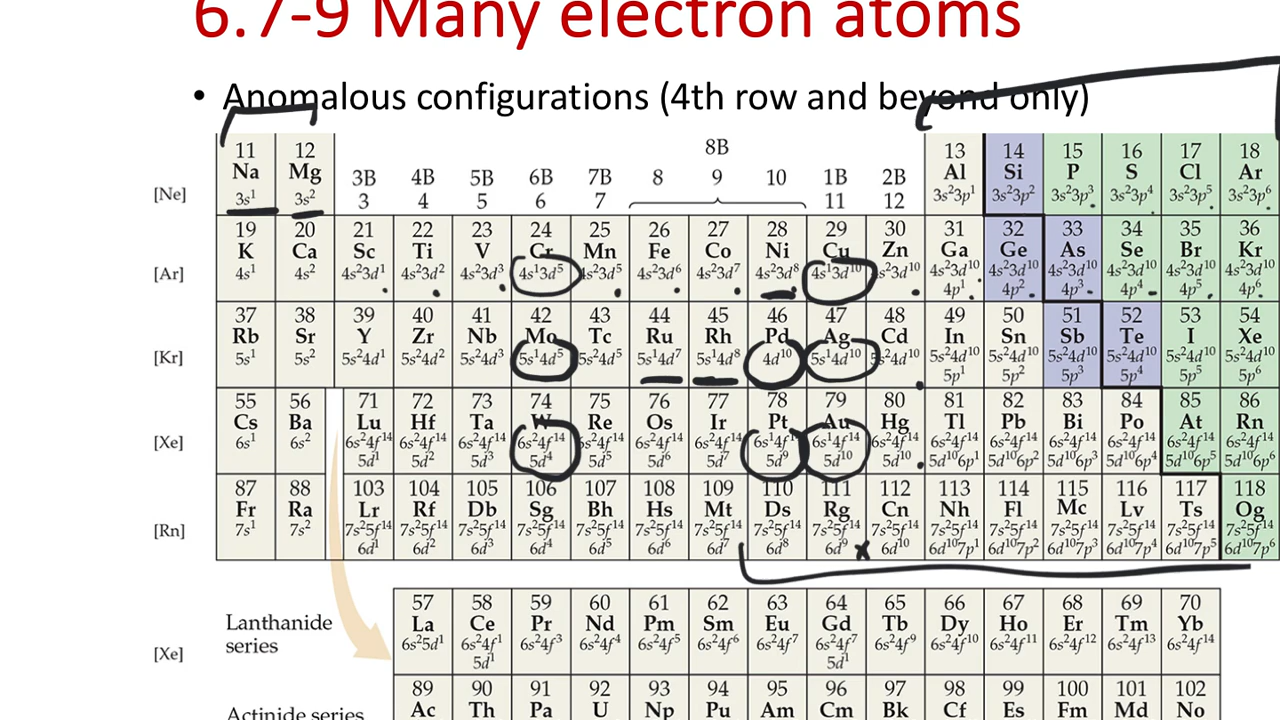 6.7-9 Many electron atoms
• Anomalous configurations (4th row and beyond only)
8B
11 12 13 14 15 16 17 18
Na Mg 3B 4B 5B 6B 7B 8 9 10 1B 2B Al Si P S Cl Ar
[Ne] 3s¹ 3s² 3 4 5 6 7 11 12 3s²3p¹ 3s²3p² 3s²3p³ 3s²3p⁴ 3s²3p⁵ 3s²3p⁶
19 20 21 22 23 24 25 26 27 28 29 30 31 32 33 34 35 36
K Ca Sc Ti V Cr Mn Fe Co Ni Cu Zn Ga Ge As Se Br Kr
[Ar] 4s¹ 4s² 4s²3d¹ 4s²3d² 4s²3d³ 4s¹3d⁵ 4s²3d⁵ 4s²3d⁶ 4s²3d⁷ 4s²3d⁸ 4s¹3d¹⁰ 4s²3d¹⁰ 4s²3d¹⁰ 4s²3d¹⁰ 4s²3d¹⁰ 4s²3d¹⁰ 4s²3d¹⁰ 4s²3d¹⁰
4p¹ 4p² 4p³ 4p⁴ 4p⁵ 4p⁶
37 38 39 40 41 42 43 44 45 46 47 48 49 50 51 52 53 54
Rb Sr Y Zr Nb Mo Tc Ru Rh Pd Ag Cd In Sn Sb Te I Xe
[Kr] 5s¹ 5s² 5s²4d¹ 5s²4d² 5s²4d³ 5s¹4d⁵ 5s²4d⁵ 5s¹4d⁷ 5s¹4d⁸ 4d¹⁰ 5s¹4d¹⁰ 5s²4d¹⁰ 5s²4d¹⁰ 5s²4d¹⁰ 5s²4d¹⁰ 5s²4d¹⁰ 5s²4d¹⁰ 5s²4d¹⁰
5p¹ 5p² 5p³ 5p⁴ 5p⁵ 5p⁶
55 56 71 72 73 74 75 76 77 78 79 80 81 82 83 84 85 86
Cs Ba Lu Hf Ta W Re Os Ir Pt Au Hg Tl Pb Bi Po At Rn
[Xe] 6s¹ 6s² 6s²4f¹⁴ 6s²4f¹⁴ 6s²4f¹⁴ 6s²4f¹⁴ 6s²4f¹⁴ 6s²4f¹⁴ 6s²4f¹⁴ 6s¹4f¹⁴ 6s¹4f¹⁴ 6s²4f¹⁴ 6s²4f¹⁴ 6s²4f¹⁴ 6s²4f¹⁴ 6s²4f¹⁴ 6s²4f¹⁴ 6s²4f¹⁴
5d¹ 5d² 5d³ 5d⁴ 5d⁵ 5d⁶ 5d⁷ 5d⁹ 5d¹⁰ 5d¹⁰ 5d¹⁰6p¹ 5d¹⁰6p² 5d¹⁰6p³ 5d¹⁰6p⁴ 5d¹⁰6p⁵ 5d¹⁰6p⁶
87 88 103 104 105 106 107 108 109 110 111 112 113 114 115 116 117 118
Fr Ra Lr Rf Db Sg Bh Hs Mt Ds Rg Cn Nh Fl Mc Lv Ts Og
[Rn] 7s¹ 7s² 7s²5f¹⁴ 7s²5f¹⁴ 7s²5f¹⁴ 7s²5f¹⁴ 7s²5f¹⁴ 7s²5f¹⁴ 7s²5f¹⁴ 7s²5f¹⁴ 7s²5f¹⁴ 7s²5f¹⁴ 7s²5f¹⁴ 7s²5f¹⁴ 7s²5f¹⁴ 7s²5f¹⁴ 7s²5f¹⁴ 7s²5f¹⁴
6d¹ 6d² 6d³ 6d⁴ 6d⁵ 6d⁶ 6d⁷ 6d⁸ 6d⁹ x 6d¹⁰ 6d¹⁰7p¹ 6d¹⁰7p² 6d¹⁰7p³ 6d¹⁰7p⁴ 6d¹⁰7p⁵ 6d¹⁰7p⁶
57 58 59 60 61 62 63 64 65 66 67 68 69 70
Lanthanide La Ce Pr Nd Pm Sm Eu Gd Tb Dy Ho Er Tm Yb
series 6s²5d¹ 6s²4f¹ 6s²4f³ 6s²4f⁴ 6s²4f⁵ 6s²4f⁶ 6s²4f⁷ 6s²4f⁷ 6s²4f⁹ 6s²4f¹⁰ 6s²4f¹¹ 6s²4f¹² 6s²4f¹³ 6s²4f¹⁴
[Xe] 5d¹ 5d¹
89 90 91 92 93 94 95 96 97 98 99 100 101 102
Actinide series Ac Th Pa U Np Pu Am Cm Bk Cf Es Fm Md No